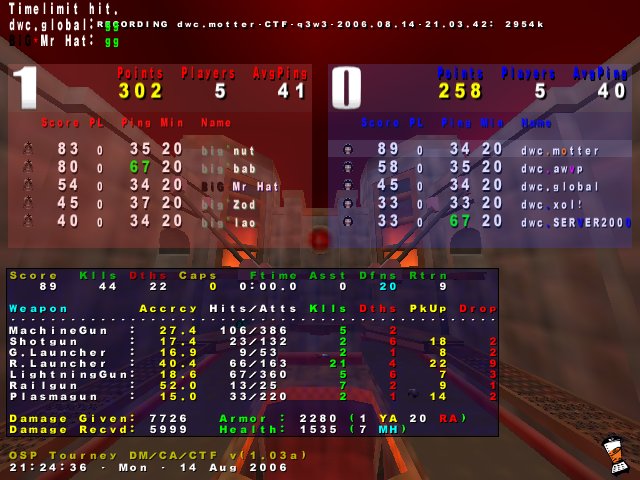 Timelimit hit.
RECORDING dwc.motter-CTF-q3w3-2006.08.14-21.03.42: 2954k
dwc.global: gg
BIG*Mr Hat: gg
1 Points Players AvgPing
302 5 41
Score PL Ping Min Name
83 0 35 20 big*nut
80 0 67 20 big*bab
54 0 34 20 BIG*Mr Hat
45 0 37 20 big*Zod
40 0 34 20 big*lao
0 Points Players AvgPing
258 5 40
Score PL Ping Min Name
89 0 34 20 dwc.motter
58 0 35 20 dwc.awvp
45 0 34 20 dwc.global
33 0 34 20 dwc.xol!
33 0 67 20 dwc.SERVER2000
Score Klls Dths Caps Ftime Asst Dfns Rtrn
89 44 22 0 0:00.0 0 20 9
Weapon Accrcy Hits/Atts Klls Dths PkUp Drop
MachineGun : 27.4 106/386 5 2
Shotgun : 17.4 23/132 2 6 18 2
G.Launcher : 16.9 9/53 2 1 8 2
R.Launcher : 40.4 66/163 21 4 22 9
LightningGun: 18.6 67/360 5 6 7 3
Railgun : 52.0 13/25 7 2 9 1
Plasmagun : 15.0 33/220 2 1 14 2
Damage Given: 7726 Armor : 2280 (1 YA 20 RA)
Damage Recvd: 5999 Health: 1535 (7 MH)
OSP Tourney DM/CA/CTF v(1.03a)
21:24:36 - Mon - 14 Aug 2006